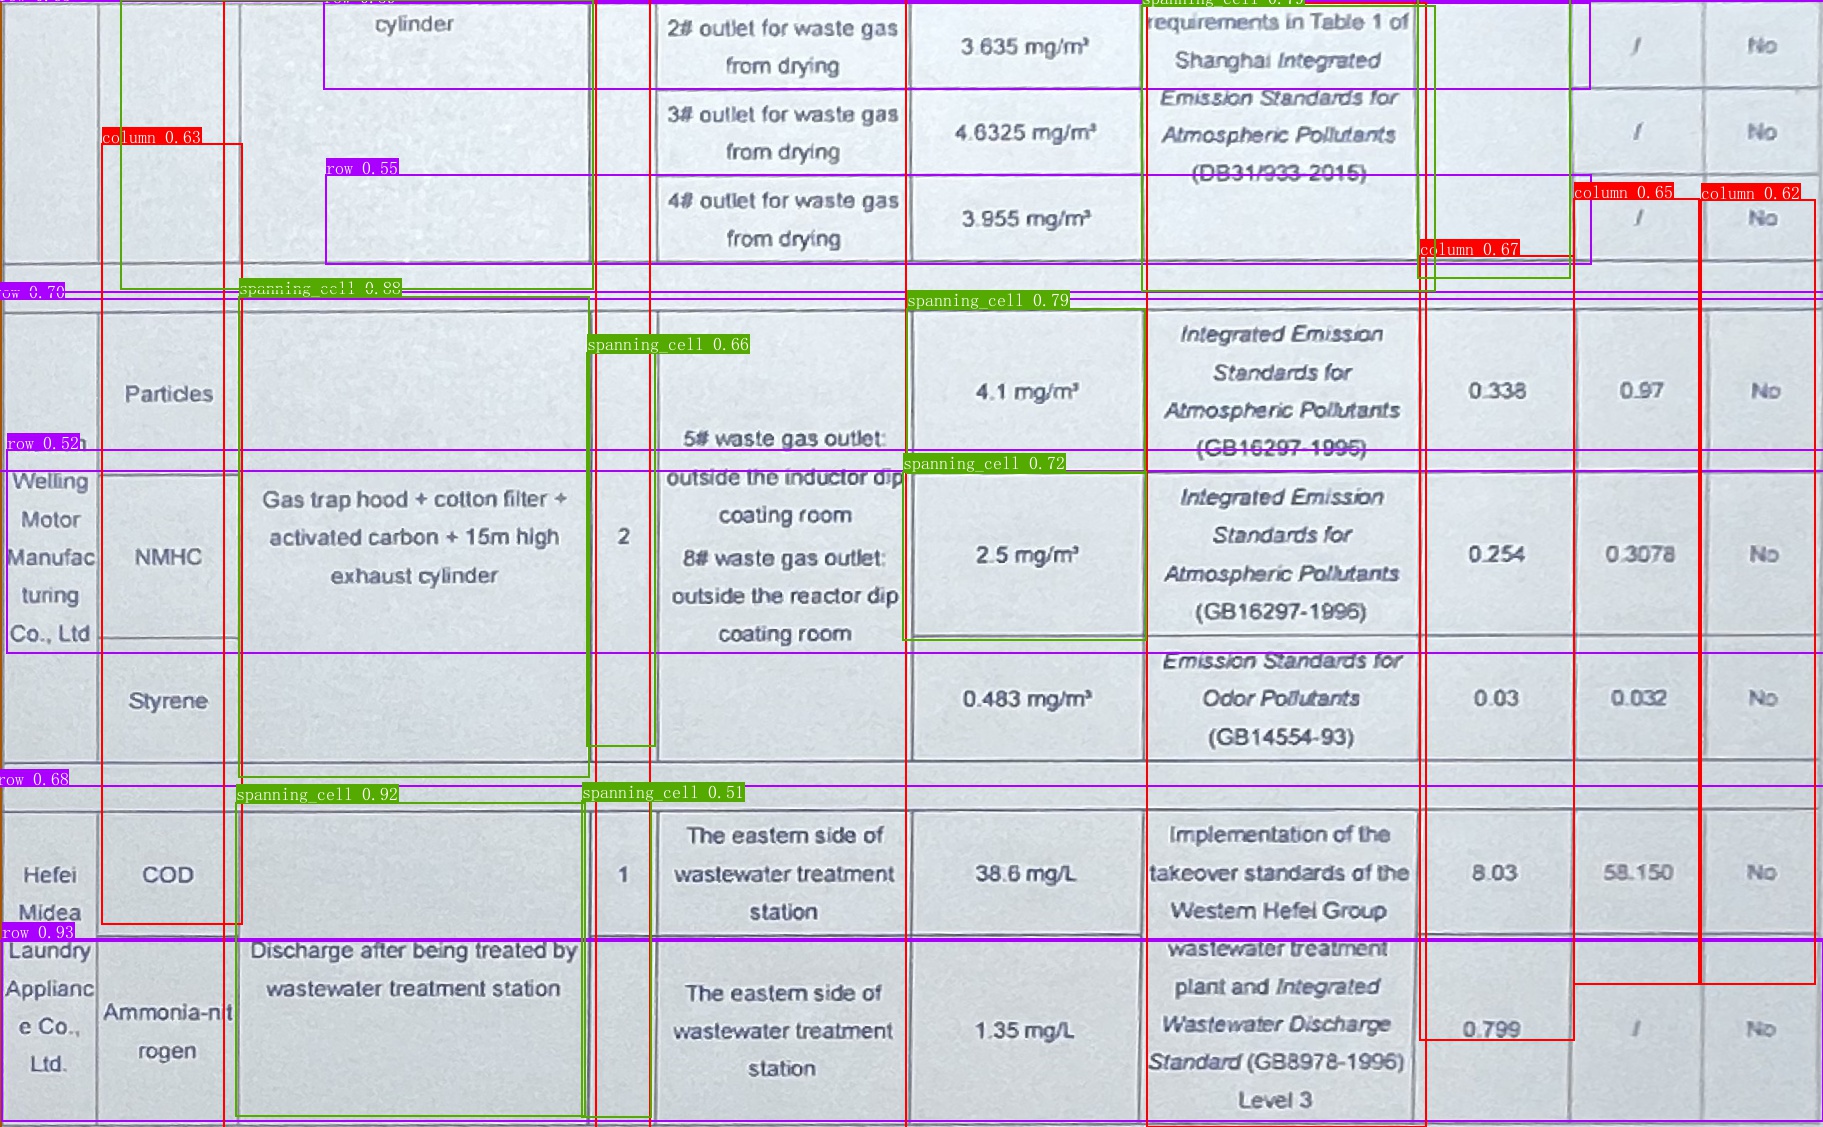 cylinder
2# outlet for waste gas
from drying
3.635 mg/m³
requirements in Table 1 of
Shanghai Integrated
Emission Standards for
Atmospheric Pollutants
(DB31/933-2015)
/
No
3# outlet for waste gas
from drying
4.6325 mg/m³
/
No
4# outlet for waste gas
from drying
3.955 mg/m³
/
No
column 0.63
row 0.55
column 0.65
column 0.62
column 0.67
row 0.70
spanning_cell 0.88
spanning_cell 0.79
spanning_cell 0.66
row 0.52
Welling
Motor
Manufac
turing
Co., Ltd
Particles
Gas trap hood + cotton filter +
activated carbon + 15m high
exhaust cylinder
2
5# waste gas outlet:
outside the inductor dip
coating room
8# waste gas outlet:
outside the reactor dip
coating room
4.1 mg/m³
Integrated Emission
Standards for
Atmospheric Pollutants
(GB16297-1996)
0.338
0.97
No
spanning_cell 0.72
NMHC
2.5 mg/m³
Integrated Emission
Standards for
Atmospheric Pollutants
(GB16297-1996)
0.254
0.3078
No
Styrene
0.483 mg/m³
Emission Standards for
Odor Pollutants
(GB14554-93)
0.03
0.032
No
row 0.68
spanning_cell 0.92
spanning_cell 0.51
Hefei
Midea
row 0.93
Laundry
Applianc
e Co.,
Ltd.
COD
Discharge after being treated by
wastewater treatment station
1
The eastern side of
wastewater treatment
station
38.6 mg/L
Implementation of the
takeover standards of the
Western Hefei Group
wastewater treatment
plant and Integrated
Wastewater Discharge
Standard (GB8978-1996)
Level 3
8.03
58.150
No
Ammonia-nit
rogen
The eastern side of
wastewater treatment
station
1.35 mg/L
0.799
/
No